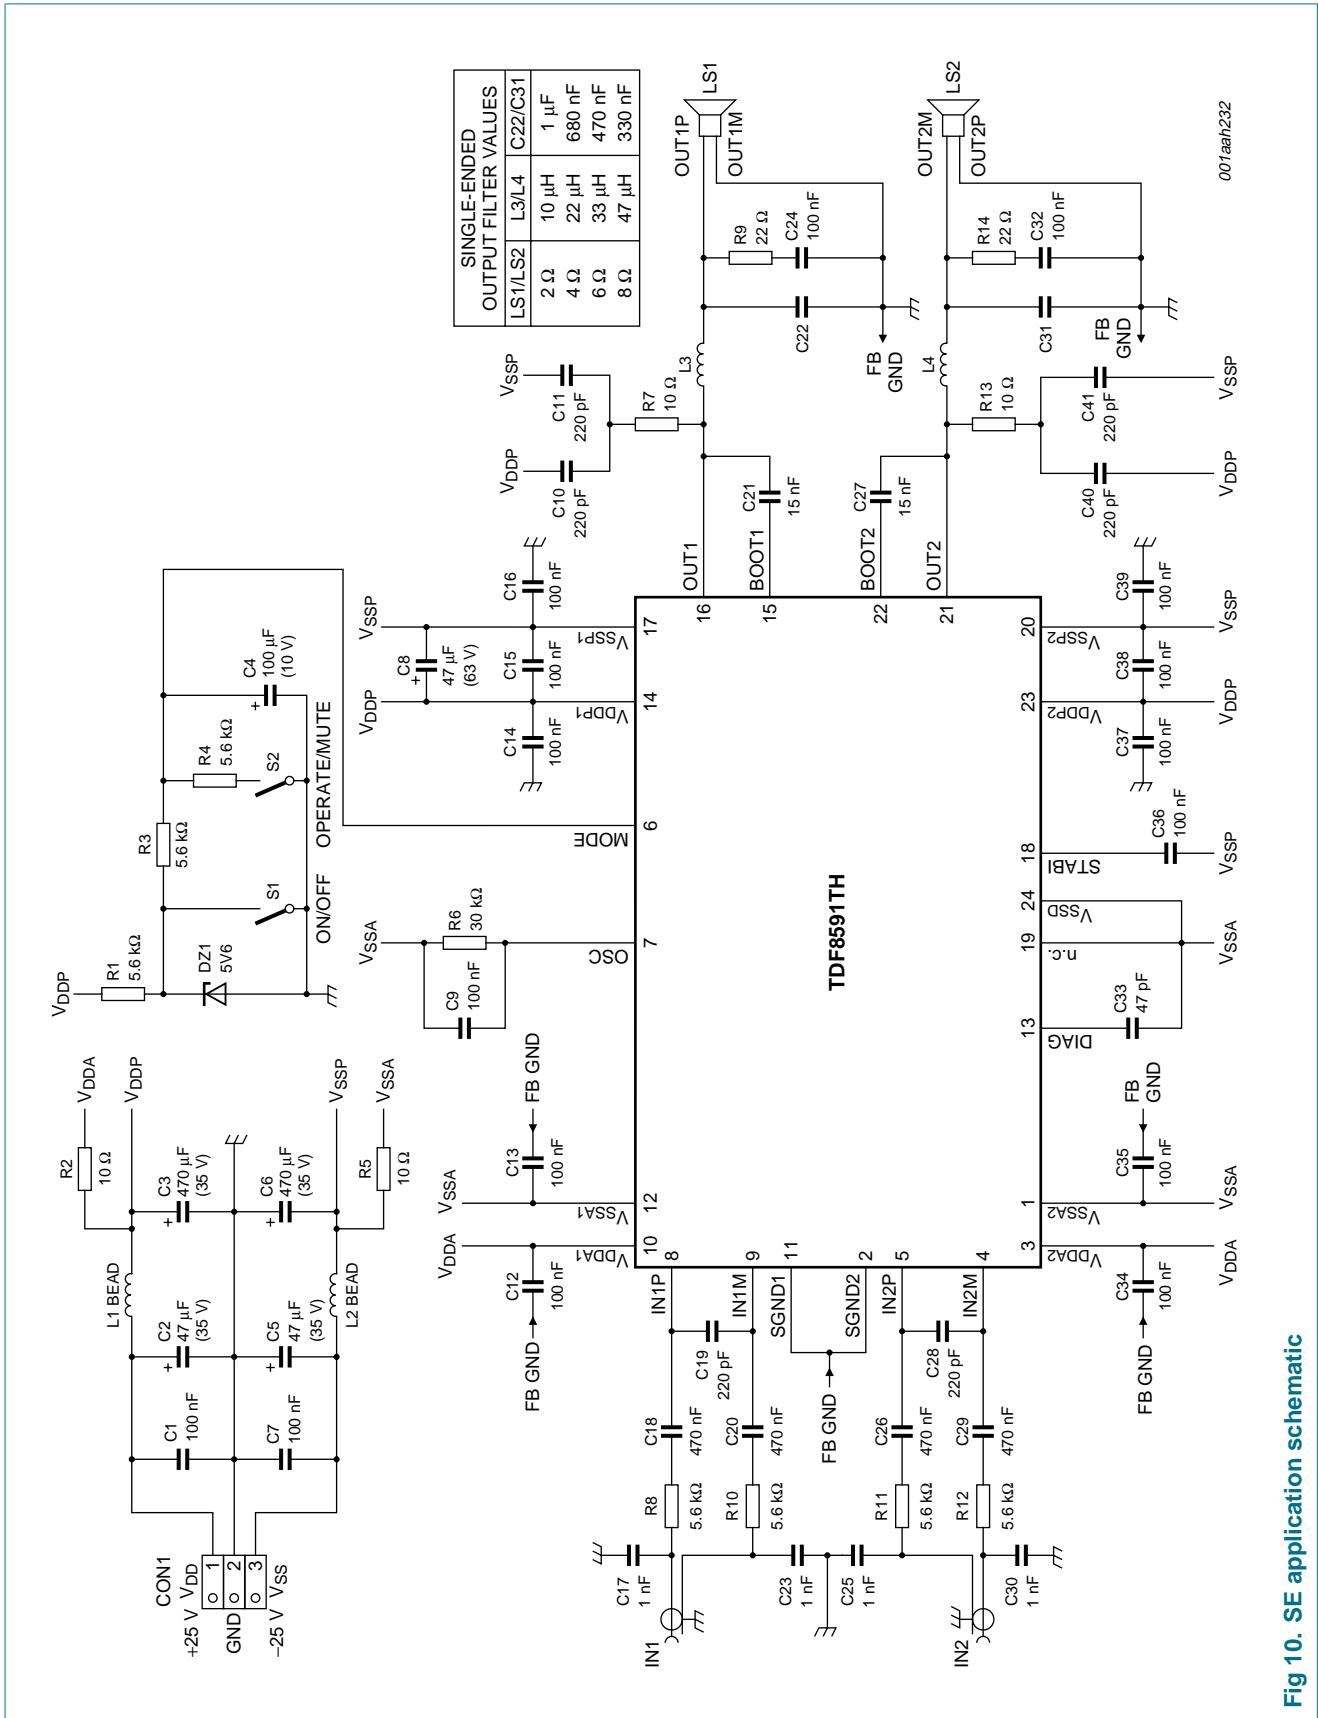 SINGLE-ENDED
OUTPUT FILTER VALUES
LS1/LS2 L3/L4 C22/C31
2 Ω 10 μH 1 μF
4 Ω 22 μH 680 nF
6 Ω 33 μH 470 nF
8 Ω 47 μH 330 nF
CON1
+25 V VDD 1
GND 2
−25 V VSS 3
C1
100 nF
C7
100 nF
C2
+
47 μF
(35 V)
C5
+
47 μF
(35 V)
L1 BEAD
L2 BEAD
C3
+
470 μF
(35 V)
C6
+
470 μF
(35 V)
R2
10 Ω
R5
10 Ω
VDDA
VDDP
VSSP
VSSA
VDDP
R1
5.6 kΩ
DZ1
5V6
S1
ON/OFF
R3
5.6 kΩ
R4
5.6 kΩ
S2
OPERATE/MUTE
C4
+
100 μF
(10 V)
VDDA
C12
100 nF
FB GND
VSSA
C13
100 nF
FB GND
VSSA
C9
100 nF
R6
30 kΩ
VDDP
C8
+
47 μF
(63 V)
VSSP
C14
100 nF
C15
100 nF
C16
100 nF
VDDP
VSSP
C10
220 pF
C11
220 pF
R7
10 Ω
L3
R9
22 Ω
C22
C24
100 nF
FB
GND
OUT1P
OUT1M
LS1
VDDA1
10
VSSA1
12
OSC
7
MODE
6
VDDP1
14
VSSP1
17
IN1P
8
IN1M
9
SGND1
11
SGND2
2
IN2P
5
IN2M
4
TDF8591TH
16
OUT1
15
BOOT1
22
BOOT2
21
OUT2
C21
15 nF
C27
15 nF
3
VDDA2
1
VSSA2
13
DIAG
19
n.c.
24
VSSD
18
STABI
23
VDDP2
20
VSSP2
IN1
C17
1 nF
R8
5.6 kΩ
C18
470 nF
C19
220 pF
R10
5.6 kΩ
C20
470 nF
C23
1 nF
C25
1 nF
FB GND
R11
5.6 kΩ
C26
470 nF
C28
220 pF
R12
5.6 kΩ
C29
470 nF
C30
1 nF
IN2
C34
100 nF
FB GND
VDDA
C35
100 nF
FB
GND
VSSA
C33
47 pF
VSSA
C36
100 nF
VSSP
C37
100 nF
C38
100 nF
C39
100 nF
VDDP
VSSP
L4
R13
10 Ω
C40
220 pF
C41
220 pF
VDDP
VSSP
R14
22 Ω
C31
C32
100 nF
FB
GND
OUT2M
OUT2P
LS2
001aah232
Fig 10. SE application schematic